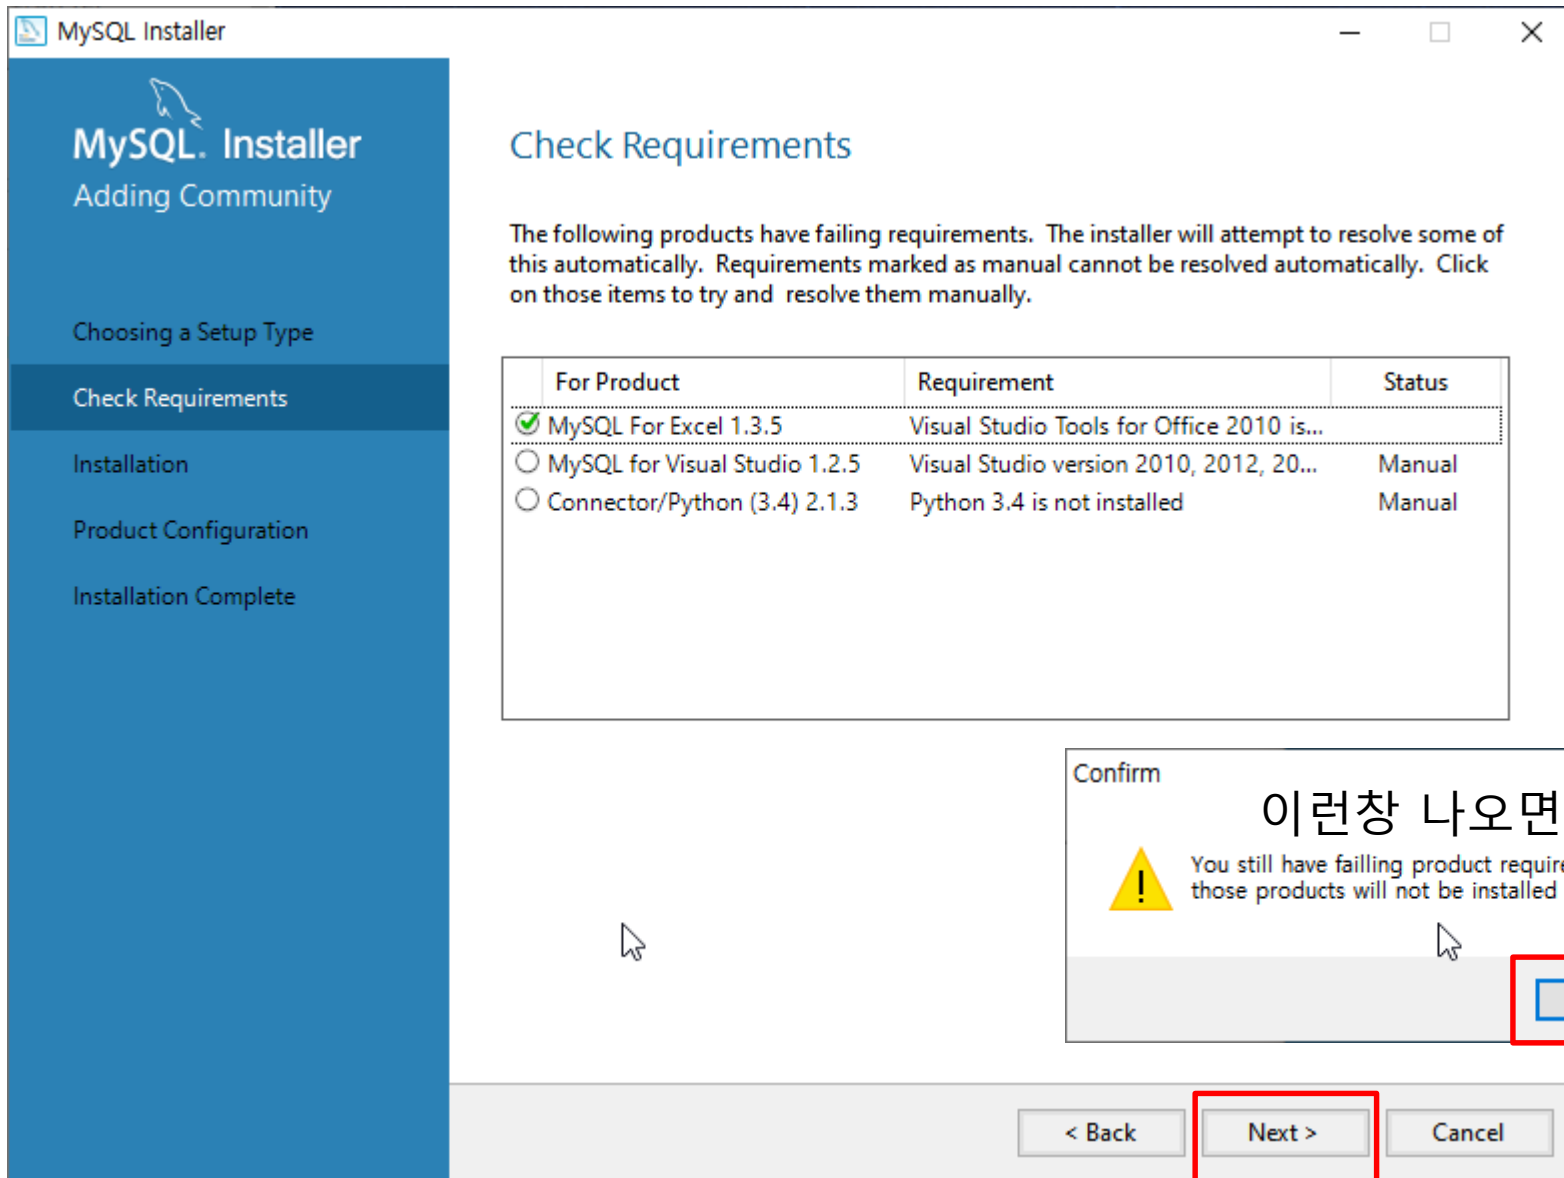 MySQL Installer
MySQL. Installer
Adding Community
Choosing a Setup Type
Check Requirements
Installation
Product Configuration
Installation Complete
Check Requirements
The following products have failing requirements. The installer will attempt to resolve some of
this automatically. Requirements marked as manual cannot be resolved automatically. Click
on those items to try and resolve them manually.
For Product Requirement Status
MySQL For Excel 1.3.5 Visual Studio Tools for Office 2010 is...
MySQL for Visual Studio 1.2.5 Visual Studio version 2010, 2012, 20... Manual
Connector/Python (3.4) 2.1.3 Python 3.4 is not installed Manual
Confirm
이런창 나오면
You still have failling product
those products will not be installed
< Back Next > Cancel